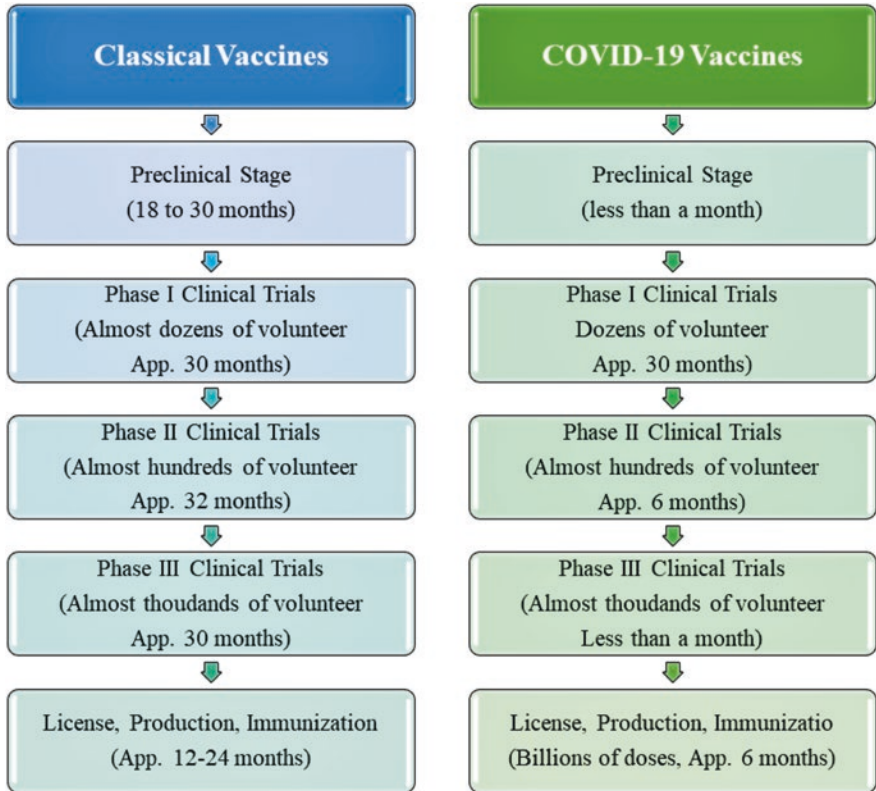 Classical Vaccines
Preclinical Stage
(18 to 30 months)
Phase I Clinical Trials
(Almost dozens of volunteer
App. 30 months)
Phase II Clinical Trials
(Almost hundreds of volunteer
App. 32 months)
Phase III Clinical Trials
(Almost thoudands of volunteer
App. 30 months)
License, Production, Immunization
(App. 12-24 months)
COVID-19 Vaccines
Preclinical Stage
(less than a month)
Phase I Clinical Trials
Dozens of volunteer
App. 30 months)
Phase II Clinical Trials
(Almost hundreds of volunteer
App. 6 months)
Phase III Clinical Trials
(Almost thoudands of volunteer
Less than a month)
License, Production, Immunizatio
(Billions of doses, App. 6 months)